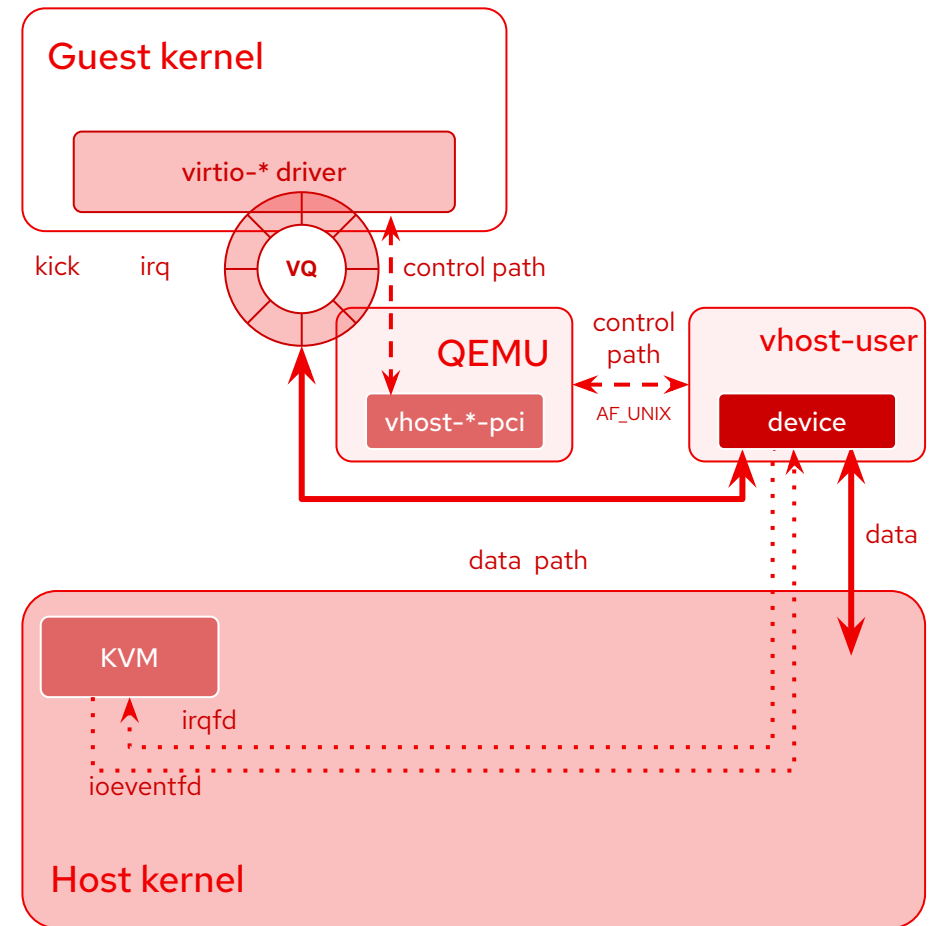 Guest kernel
virtio-* driver
kick
irq
VQ
control path
QEMU
control
path
AF_UNIX
vhost-user
vhost-*-pci
device
data
data path
KVM
irqfd
ioeventfd
Host kernel